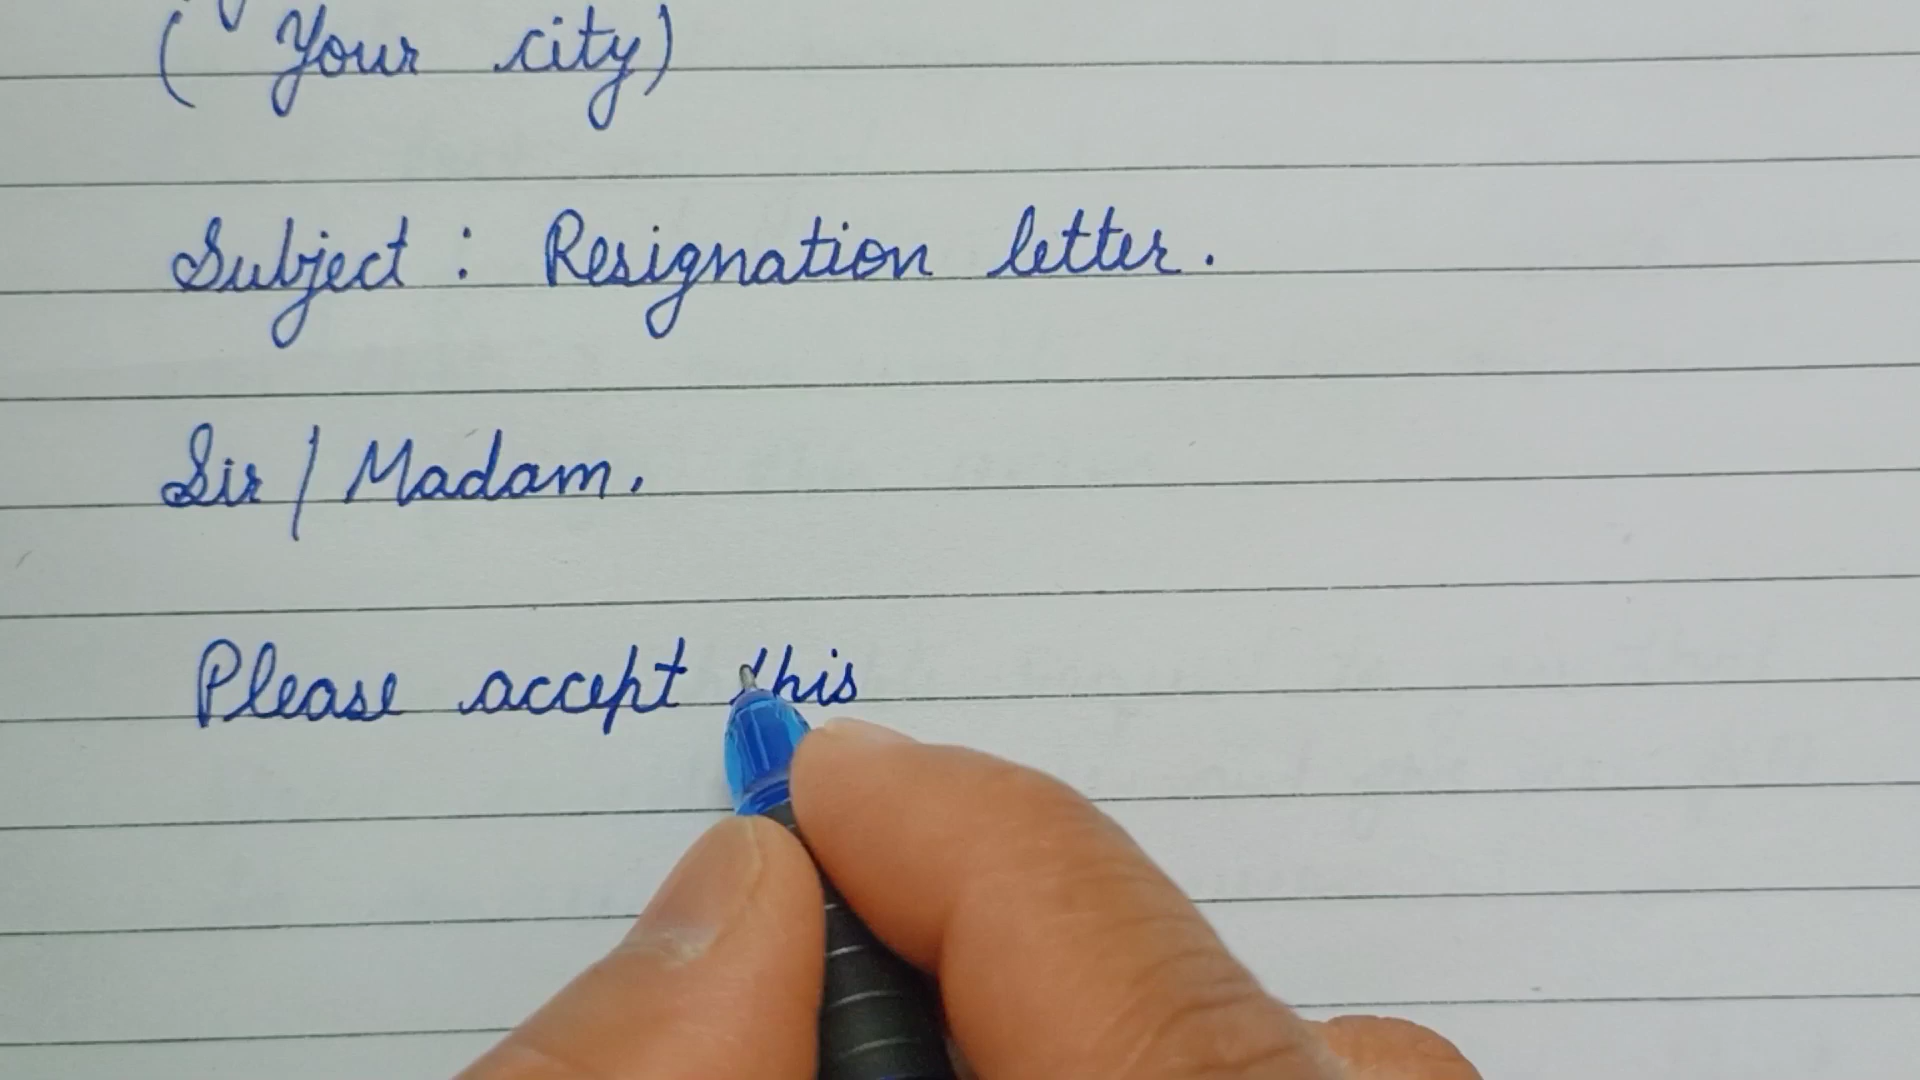 ( Your city)
Subject : Resignation letter.
Sir / Madam.
Please accept this